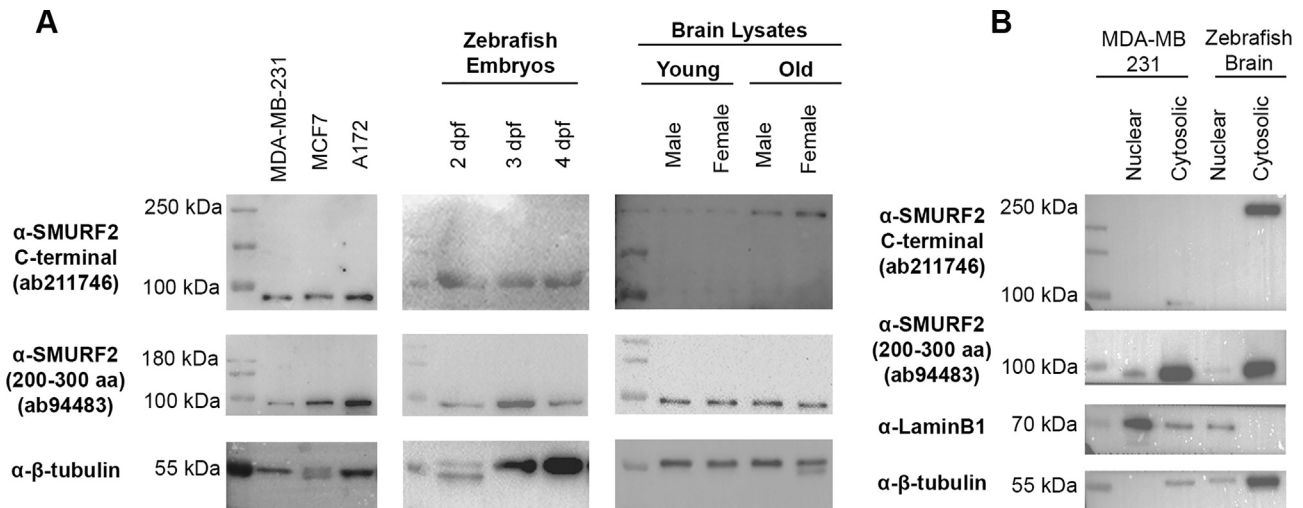 A
B
Zebrafish
Embryos
Brain Lysates
Young
Old
MDA-MB-231
MCF7
A172
2 dpf
3 dpf
4 dpf
Male
Female
Male
Female
MDA-MB
231
Zebrafish
Brain
Nuclear
Cytosolic
Nuclear
Cytosolic
α-SMURF2
C-terminal
(ab211746)
250 kDa
100 kDa
α-SMURF2
(200-300 aa)
(ab94483)
180 kDa
100 kDa
α-β-tubulin
55 kDa
α-SMURF2
C-terminal
(ab211746)
250 kDa
100 kDa
α-SMURF2
(200-300 aa)
(ab94483)
100 kDa
α-LaminB1
70 kDa
α-β-tubulin
55 kDa